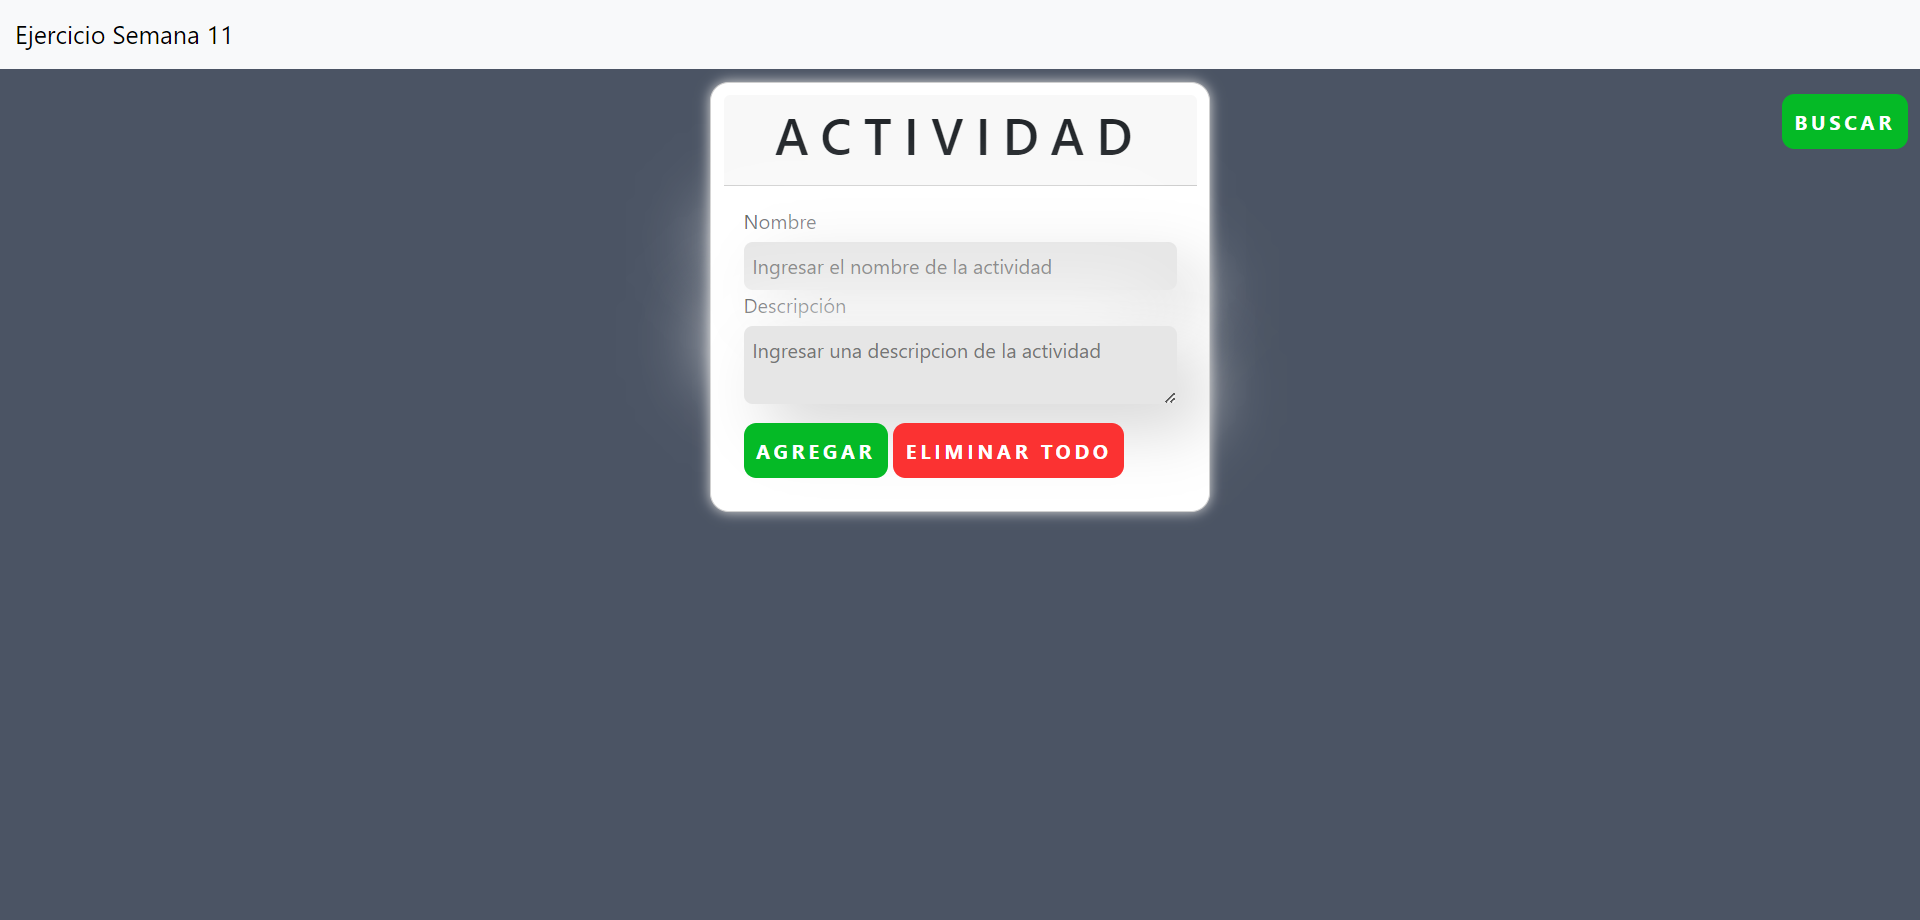 Ejercicio Semana 11
ACTIVIDAD
BUSCAR
Nombre
Ingresar el nombre de la actividad
Descripción
Ingresar una descripcion de la actividad
AGREGAR ELIMINAR TODO